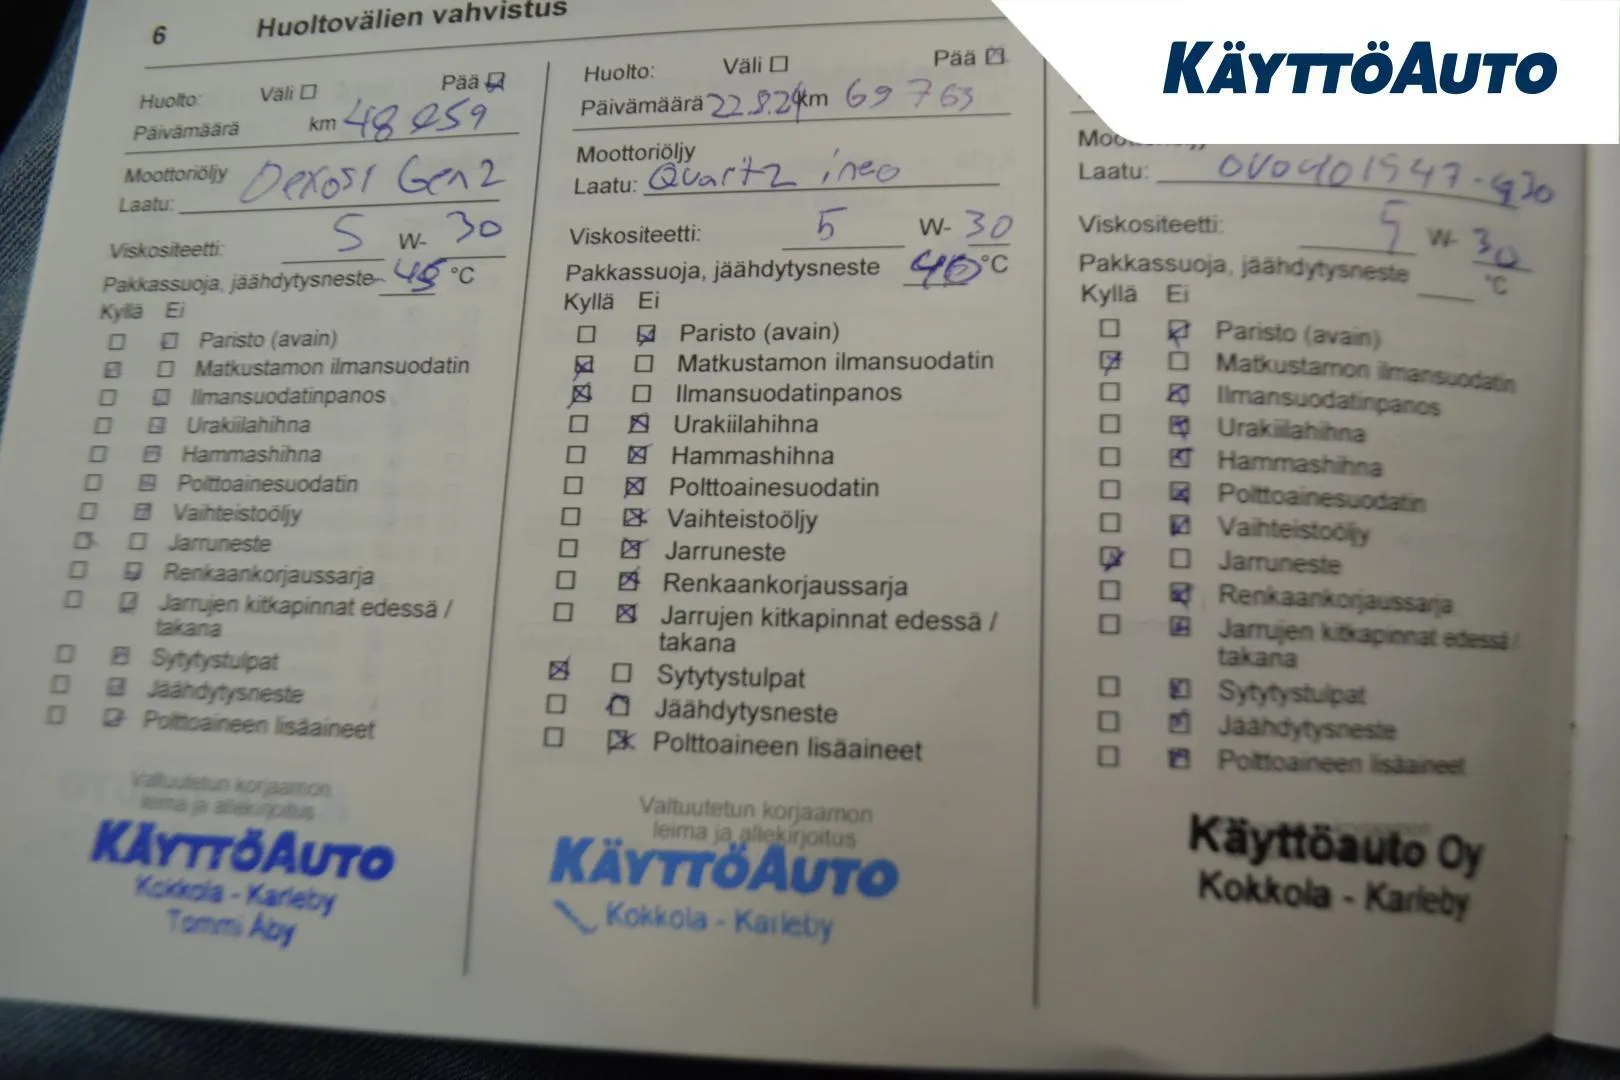 6 Huoltovälien vahvistus
Huolto: Väli Pää
Päivämäärä km
Moottoriöljy Dexos1 Gen2
Laatu:
Viskositeetti: 5 W- 30
Pakkassuoja, jäähdytysneste °C
Kyllä Ei
Paristo (avain)
Matkustamon ilmansuodatin
Ilmansuodatinpanos
Urakiilahihna
Hammashihna
Polttoainesuodatin
Vaihteistoöljy
Jarruneste
Renkaankorjaussarja
Jarrujen kitkapinnat edessä /
takana
Sytytystulpat
Jäähdytysneste
Polttoaineen lisäaineet
Valtuutetun korjaamon
leima ja allekirjoitus
KÄYTTÖAUTO
Kokkola - Karleby
Tommi Åby
Huolto: Väli Pää
Päivämäärä 22.8.24 km 69 763
Moottoriöljy
Laatu: Quartz ineo
Viskositeetti: 5 W- 30
Pakkassuoja, jäähdytysneste 40 °C
Kyllä Ei
Paristo (avain)
Matkustamon ilmansuodatin
Ilmansuodatinpanos
Urakiilahihna
Hammashihna
Polttoainesuodatin
Vaihteistoöljy
Jarruneste
Renkaankorjaussarja
Jarrujen kitkapinnat edessä /
takana
Sytytystulpat
Jäähdytysneste
Polttoaineen lisäaineet
Valtuutetun korjaamon
leima ja allekirjoitus
KÄYTTÖAUTO
Kokkola - Karleby
KÄYTTÖAUTO
Laatu:
Viskositeetti: 5 W- 30
Pakkassuoja, jäähdytysneste °C
Kyllä Ei
Paristo (avain)
Matkustamon ilmansuodatin
Ilmansuodatinpanos
Urakiilahihna
Hammashihna
Polttoainesuodatin
Vaihteistoöljy
Jarruneste
Renkaankorjaussarja
Jarrujen kitkapinnat edessä /
takana
Sytytystulpat
Jäähdytysneste
Polttoaineen lisäaineet
Käyttöauto Oy
Kokkola - Karleby